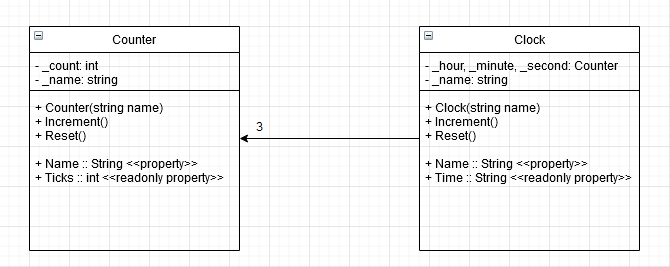 Counter
- _count: int
- _name: string
+ Counter(string name)
+ Increment()
+ Reset()
+ Name :: String <<property>>
+ Ticks :: int <<readonly property>>
3
Clock
- _hour, _minute, _second: Counter
- _name: string
+ Clock(string name)
+ Increment()
+ Reset()
+ Name :: String <<property>>
+ Time :: String <<readonly property>>